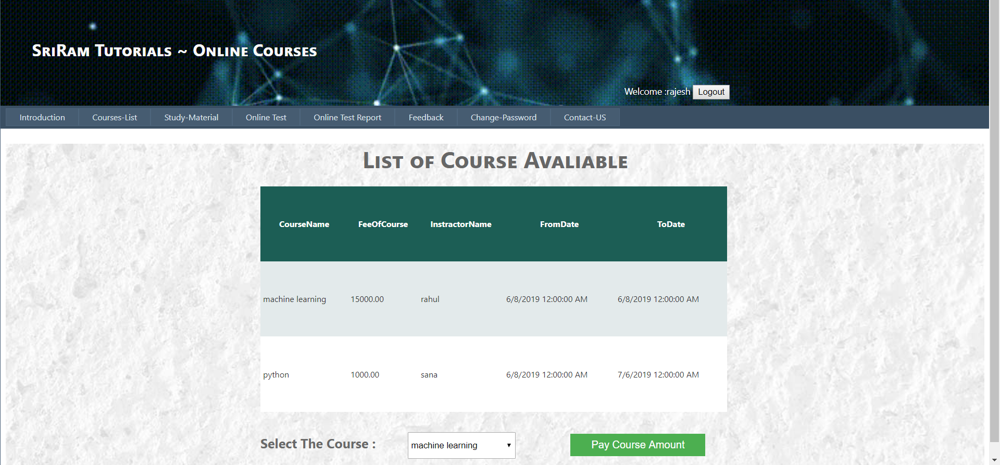 SriRam Tutorials ~ Online Courses
Welcome :rajesh Logout
Introduction Courses-List Study-Material Online Test Online Test Report Feedback Change-Password Contact-US
List of Course Avaliable
CourseName FeeOfCourse InstractorName FromDate ToDate
machine learning 15000.00 rahul 6/8/2019 12:00:00 AM 6/8/2019 12:00:00 AM
python 1000.00 sana 6/8/2019 12:00:00 AM 7/6/2019 12:00:00 AM
Select The Course : machine learning Pay Course Amount